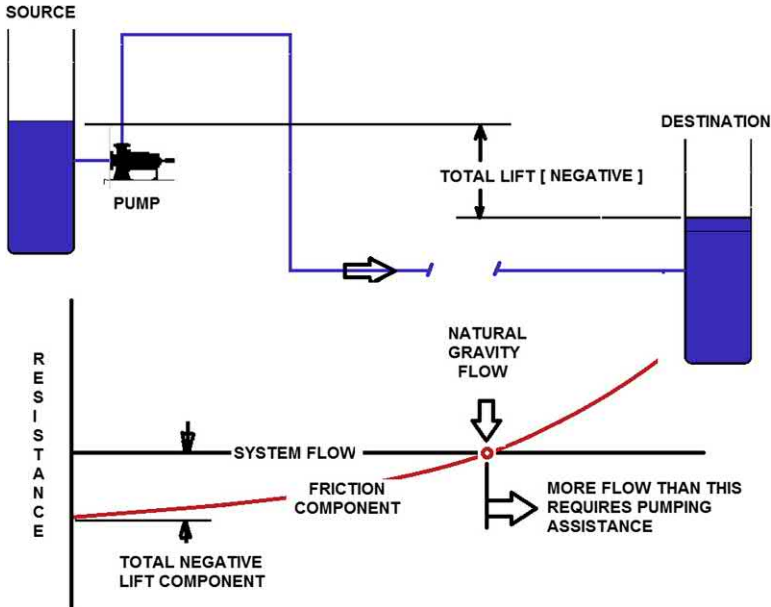 SOURCE
DESTINATION
TOTAL LIFT [ NEGATIVE ]
PUMP
NATURAL
GRAVITY
FLOW
RESISTANCE
SYSTEM FLOW
FRICTION
COMPONENT
MORE FLOW THAN THIS
REQUIRES PUMPING
ASSISTANCE
TOTAL NEGATIVE
LIFT COMPONENT